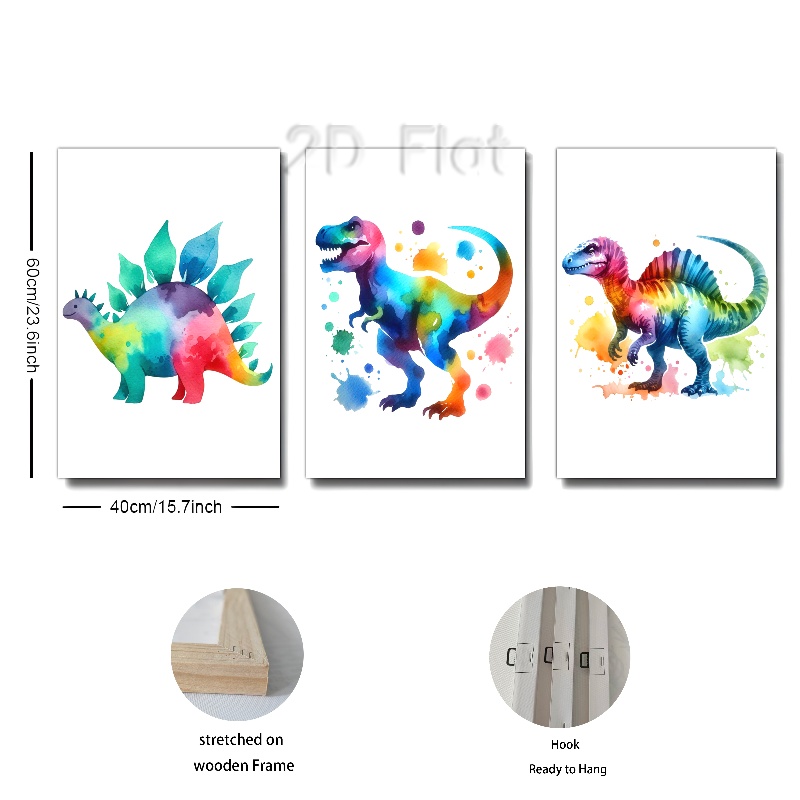 2D Flat
60cm/23.6inch
40cm/15.7inch
stretched on
wooden Frame
Hook
Ready to Hang